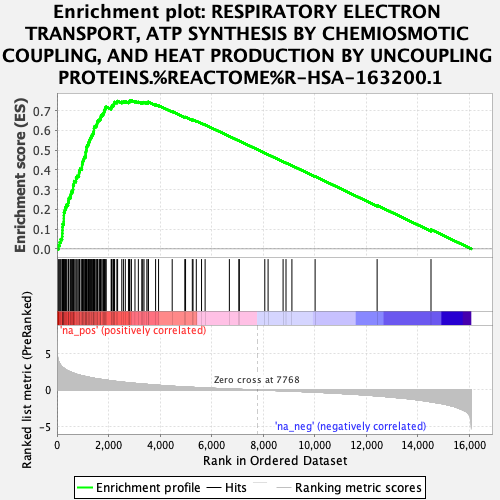 Enrichment plot: RESPIRATORY ELECTRON
TRANSPORT, ATP SYNTHESIS BY CHEMIOSMOTIC
COUPLING, AND HEAT PRODUCTION BY UNCOUPLING
PROTEINS.%REACTOME%R-HSA-163200.1
Enrichment score (ES)
0.7
0.6
0.5
0.4
0.3
0.2
0.1
0.0
'na_pos' (positively correlated)
Ranked list metric (PreRanked)
5
0
-5
Zero cross at 7768
'na_neg' (negatively correlated)
0 2,000 4,000 6,000 8,000 10,000 12,000 14,000 16,000
Rank in Ordered Dataset
Enrichment profile Hits Ranking metric scores